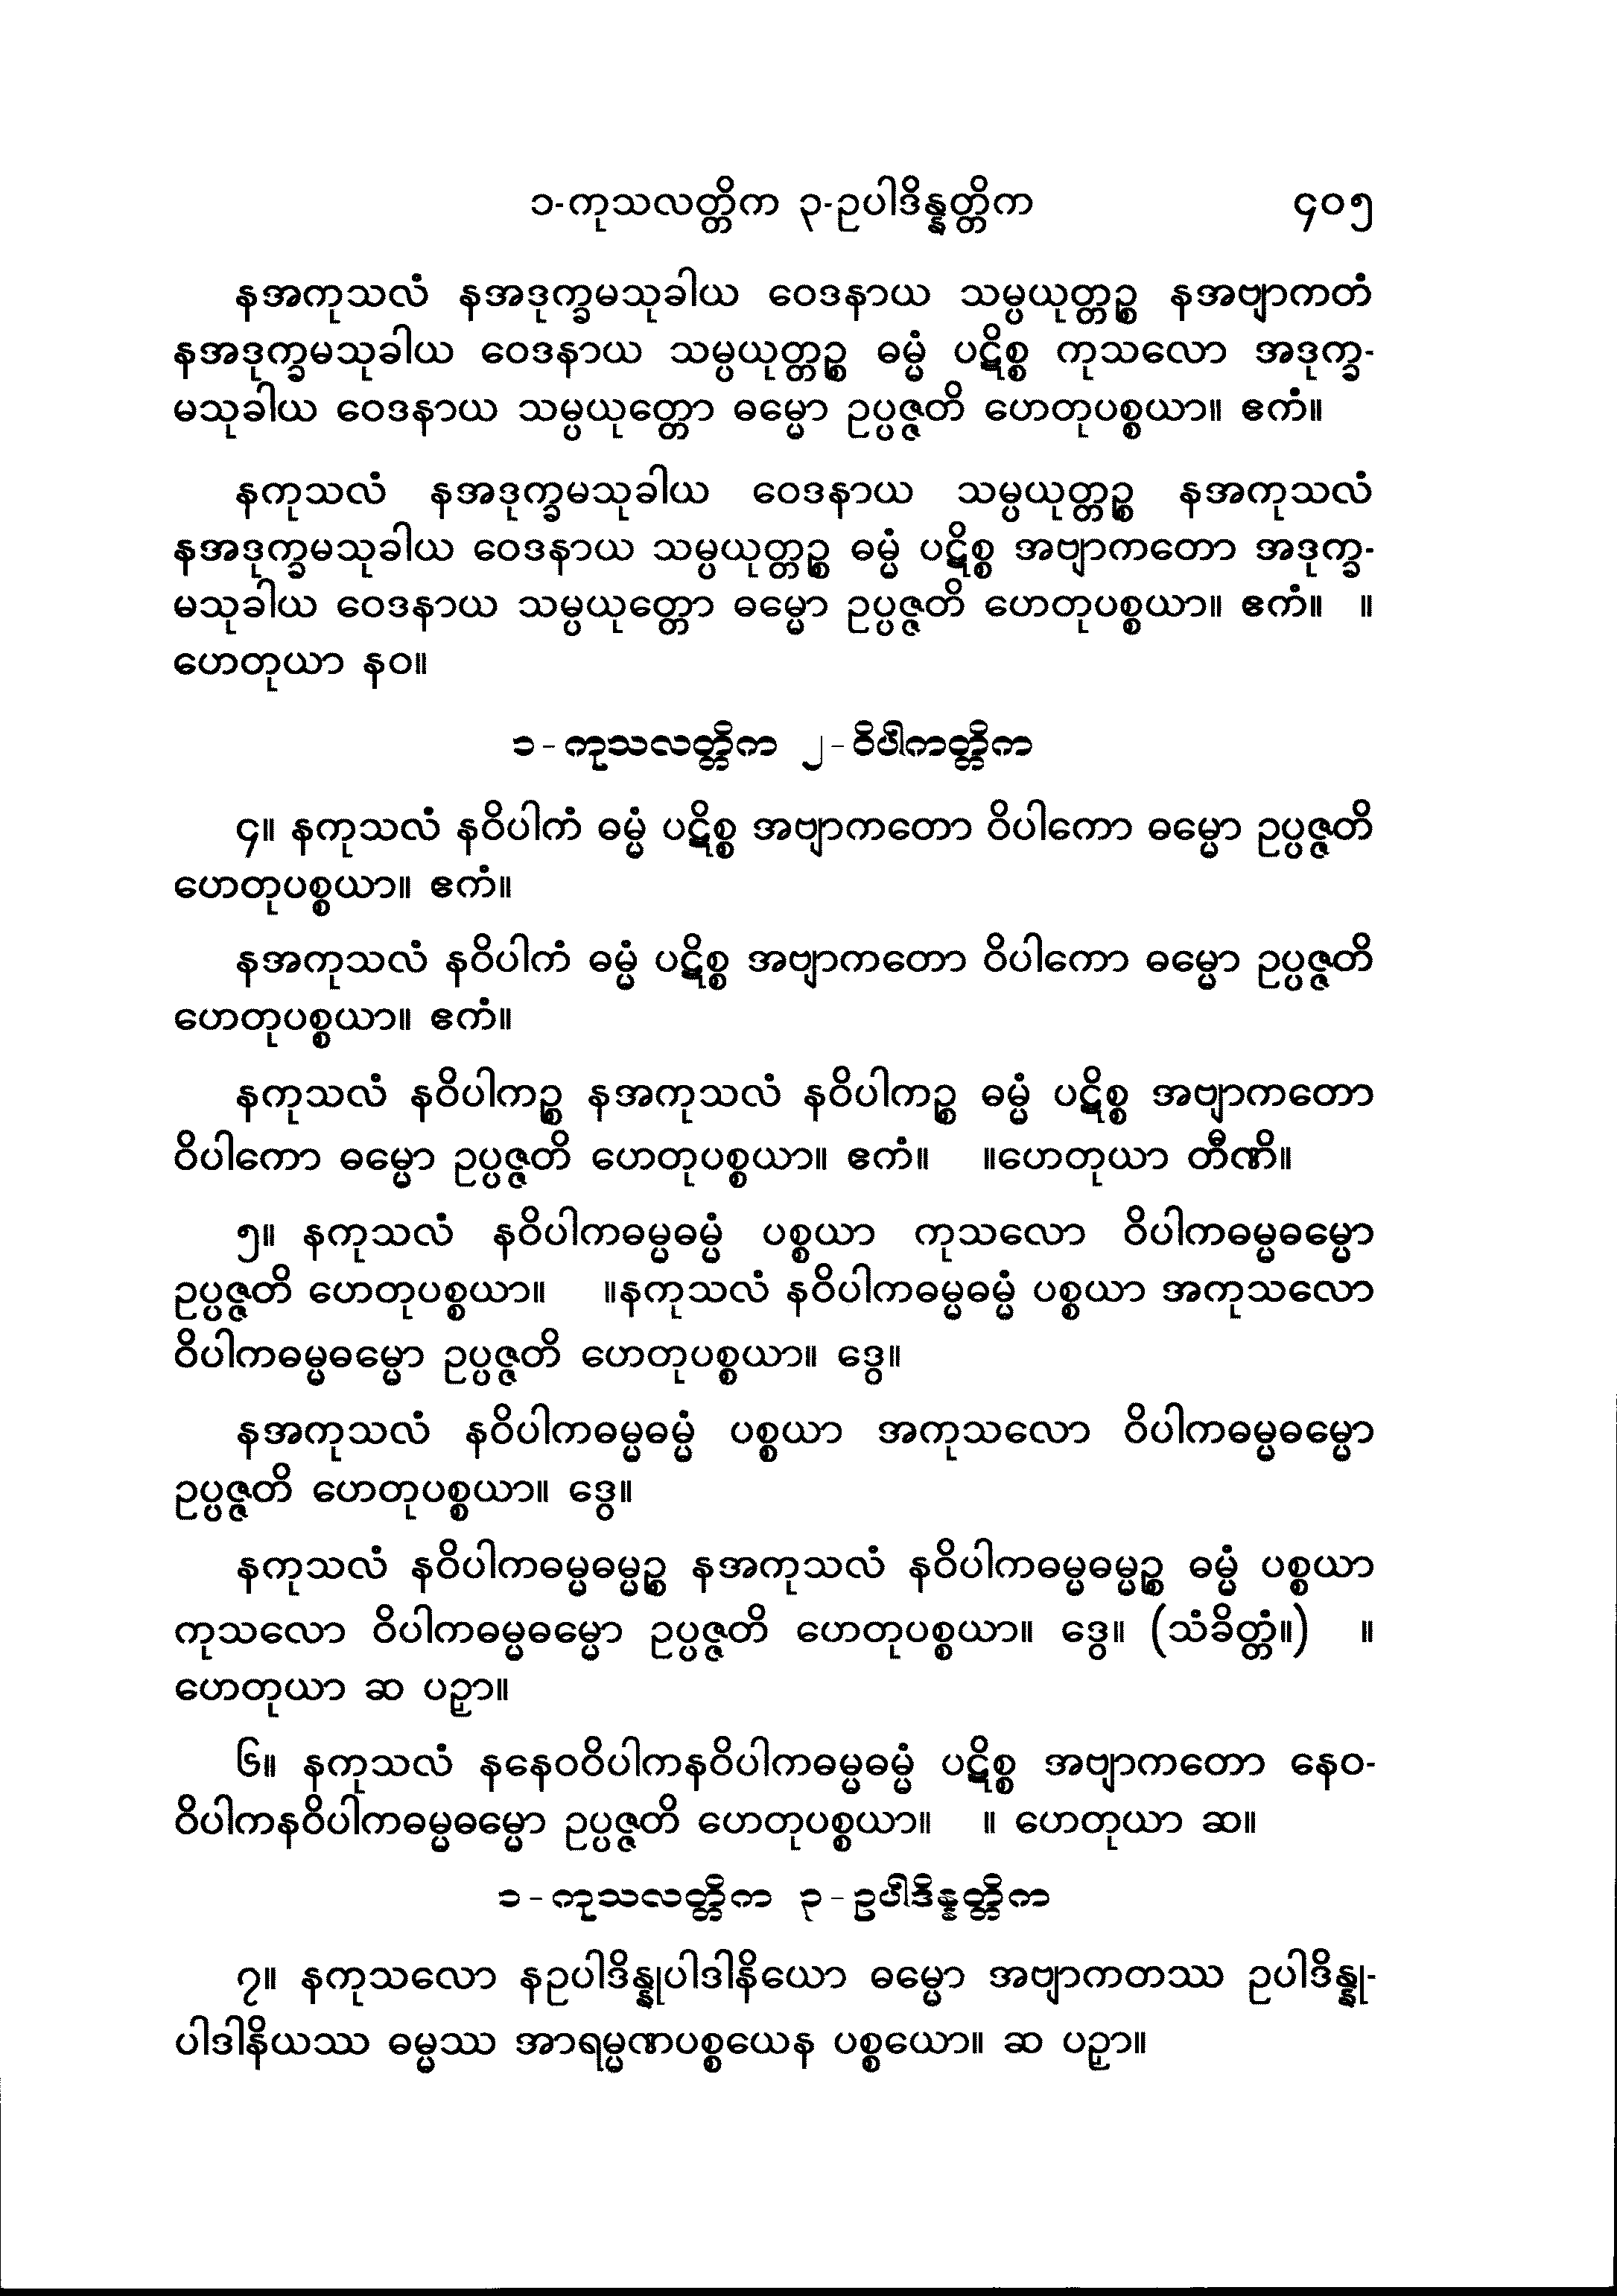 ၁-ကုသလတ္တိက ၃-ဥပါဒိန္နတ္တိက ၄၀၅
နအကုသလံ နအဒုက္ခမသုခါယ ဝေဒနာယ သမ္ပယုတ္တဉ္စ နအဗျာကတံ
နအဒုက္ခမသုခါယ ဝေဒနာယ သမ္ပယုတ္တဉ္စ ဓမ္မံ ပဋိစ္စ ကုသလော အဒုက္ခ-
မသုခါယ ဝေဒနာယ သမ္ပယုတ္တော ဓမ္မော ဥပ္ပဇ္ဇတိ ဟေတုပစ္စယာ။ ဧကံ။
နကုသလံ နအဒုက္ခမသုခါယ ဝေဒနာယ သမ္ပယုတ္တဉ္စ နအကုသလံ
နအဒုက္ခမသုခါယ ဝေဒနာယ သမ္ပယုတ္တဉ္စ ဓမ္မံ ပဋိစ္စ အဗျာကတော အဒုက္ခ-
မသုခါယ ဝေဒနာယ သမ္ပယုတ္တော ဓမ္မော ဥပ္ပဇ္ဇတိ ဟေတုပစ္စယာ။ ဧကံ။ ။
ဟေတုယာ နဝ။
၁-ကုသလတ္တိက ၂-ဝိပါကတ္တိက
၄။ နကုသလံ နဝိပါကံ ဓမ္မံ ပဋိစ္စ အဗျာကတော ဝိပါကော ဓမ္မော ဥပ္ပဇ္ဇတိ
ဟေတုပစ္စယာ။ ဧကံ။
နအကုသလံ နဝိပါကံ ဓမ္မံ ပဋိစ္စ အဗျာကတော ဝိပါကော ဓမ္မော ဥပ္ပဇ္ဇတိ
ဟေတုပစ္စယာ။ ဧကံ။
နကုသလံ နဝိပါကဉ္စ နအကုသလံ နဝိပါကဉ္စ ဓမ္မံ ပဋိစ္စ အဗျာကတော
ဝိပါကော ဓမ္မော ဥပ္ပဇ္ဇတိ ဟေတုပစ္စယာ။ ဧကံ။ ။ဟေတုယာ တီဏိ။
၅။ နကုသလံ နဝိပါကဓမ္မဓမ္မံ ပစ္စယာ ကုသလော ဝိပါကဓမ္မဓမ္မော
ဥပ္ပဇ္ဇတိ ဟေတုပစ္စယာ။ ။နကုသလံ နဝိပါကဓမ္မဓမ္မံ ပစ္စယာ အကုသလော
ဝိပါကဓမ္မဓမ္မော ဥပ္ပဇ္ဇတိ ဟေတုပစ္စယာ။ ဒွေ။
နအကုသလံ နဝိပါကဓမ္မဓမ္မံ ပစ္စယာ အကုသလော ဝိပါကဓမ္မဓမ္မော
ဥပ္ပဇ္ဇတိ ဟေတုပစ္စယာ။ ဒွေ။
နကုသလံ နဝိပါကဓမ္မဓမ္မဉ္စ နအကုသလံ နဝိပါကဓမ္မဓမ္မဉ္စ ဓမ္မံ ပစ္စယာ
ကုသလော ဝိပါကဓမ္မဓမ္မော ဥပ္ပဇ္ဇတိ ဟေတုပစ္စယာ။ ဒွေ။ (သံခိတ္တံ။) ။
ဟေတုယာ ဆ ပဉှာ။
၆။ နကုသလံ နနေဝဝိပါကနဝိပါကဓမ္မဓမ္မံ ပဋိစ္စ အဗျာကတော နေဝ-
ဝိပါကနဝိပါကဓမ္မဓမ္မော ဥပ္ပဇ္ဇတိ ဟေတုပစ္စယာ။ ။ ဟေတုယာ ဆ။
၁-ကုသလတ္တိက ၃-ဥပါဒိန္နတ္တိက
၇။ နကုသလော နဥပါဒိန္နုပါဒါနိယော ဓမ္မော အဗျာကတဿ ဥပါဒိန္နု-
ပါဒါနိယဿ ဓမ္မဿ အာရမ္မဏပစ္စယေန ပစ္စယော။ ဆ ပဉှာ။